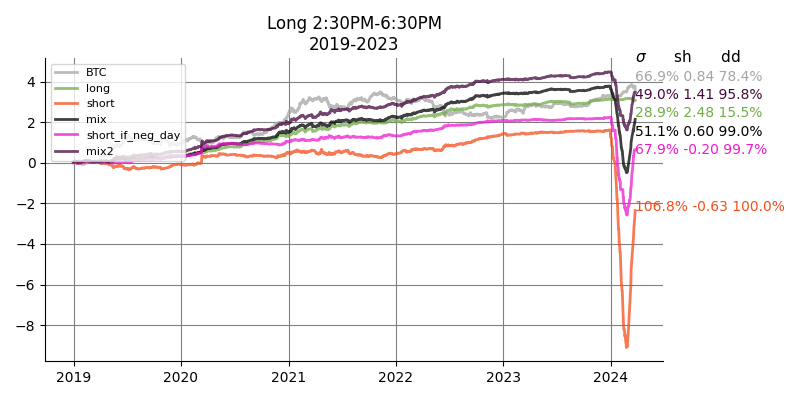 Long 2:30PM-6:30PM
2019-2023
σ sh dd
BTC
long
short
mix
short_if_neg_day
mix2
66.9% 0.84 78.4%
49.0% 1.41 95.8%
28.9% 2.48 15.5%
51.1% 0.60 99.0%
67.9% -0.20 99.7%
106.8% -0.63 100.0%
4
2
0
−2
−4
−6
−8
2019 2020 2021 2022 2023 2024